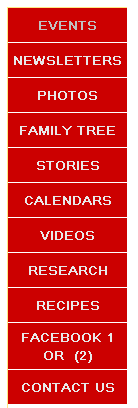 EVENTS
NEWSLETTERS
PHOTOS
FAMILY TREE
STORIES
CALENDARS
VIDEOS
RESEARCH
RECIPES
FACEBOOK 1
OR (2)
CONTACT US